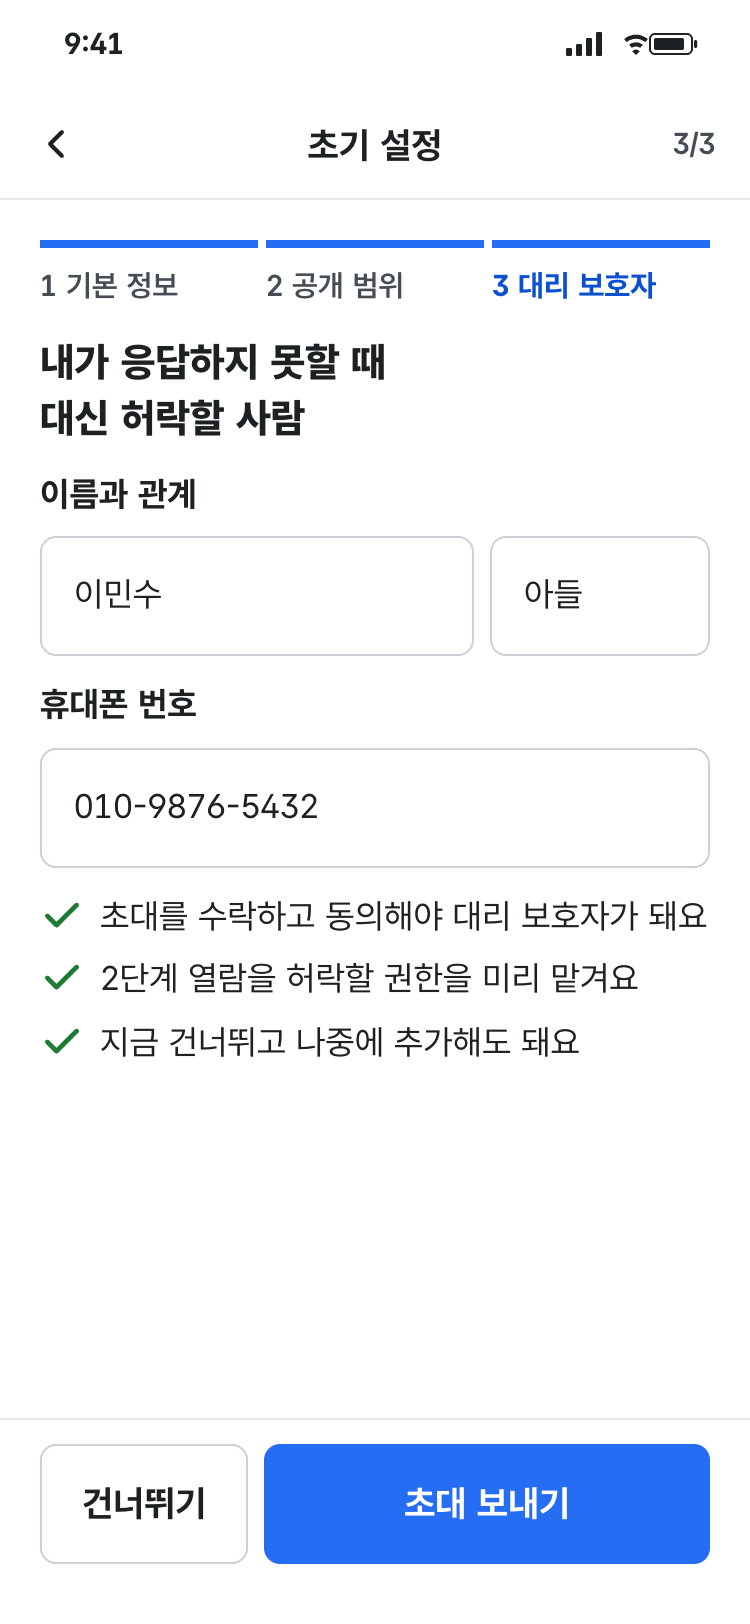 9:41
초기 설정
3/3
1 기본 정보
2 공개 범위
3 대리 보호자
내가 응답하지 못할 때
대신 허락할 사람
이름과 관계
이민수
아들
휴대폰 번호
010-9876-5432
초대를 수락하고 동의해야 대리 보호자가 돼요
2단계 열람을 허락할 권한을 미리 맡겨요
지금 건너뛰고 나중에 추가해도 돼요
건너뛰기
초대 보내기